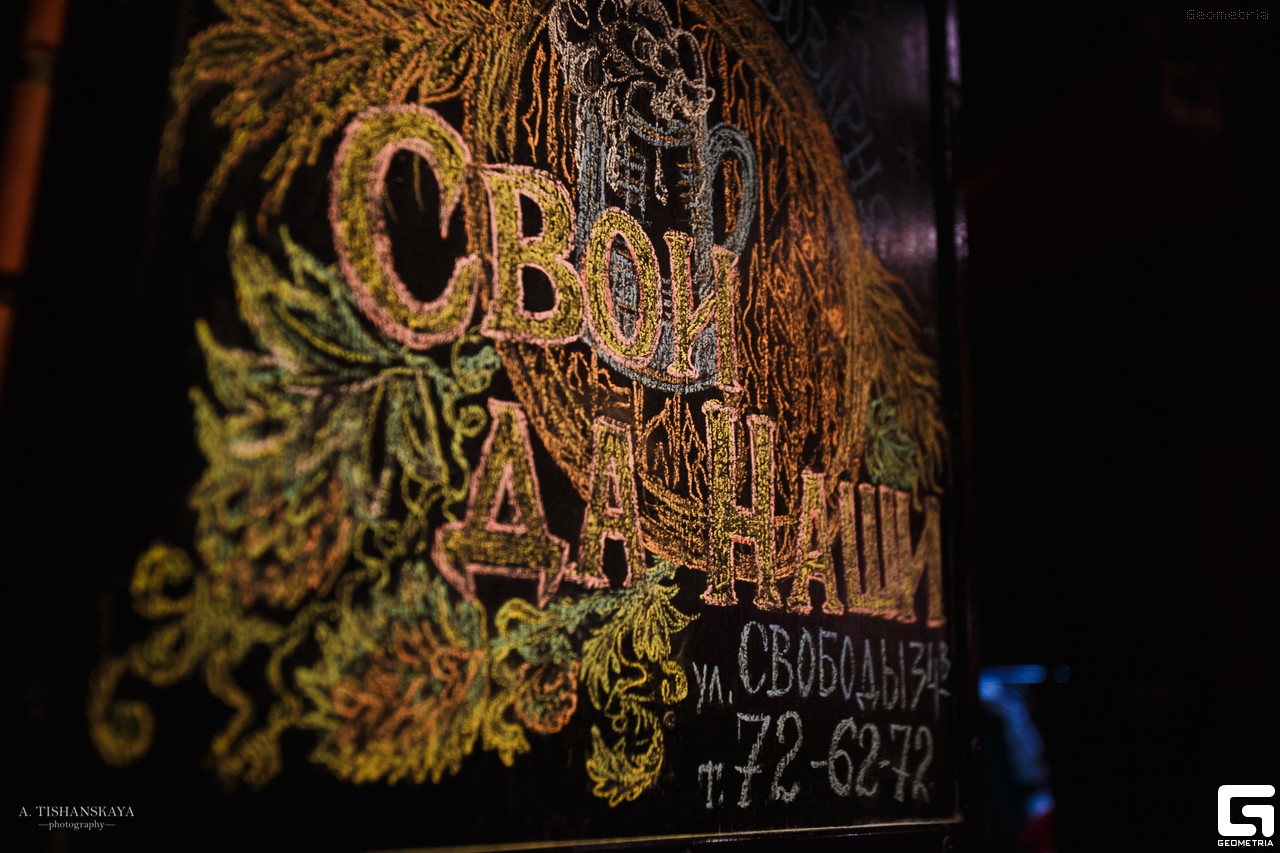 Geometria
Свои
да Наши
ул. СВОБОДЫ 34
т. 72-62-72
A. TISHANSKAYA
—photography—
GEOMETRIA